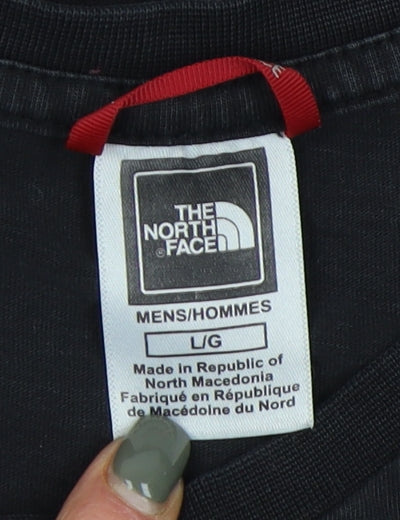 THE
NORTH
®FACE
MENS/HOMMES
L/G
Made in Republic of
North Macedonia
Fabriqué en République
de Macédoine du Nord